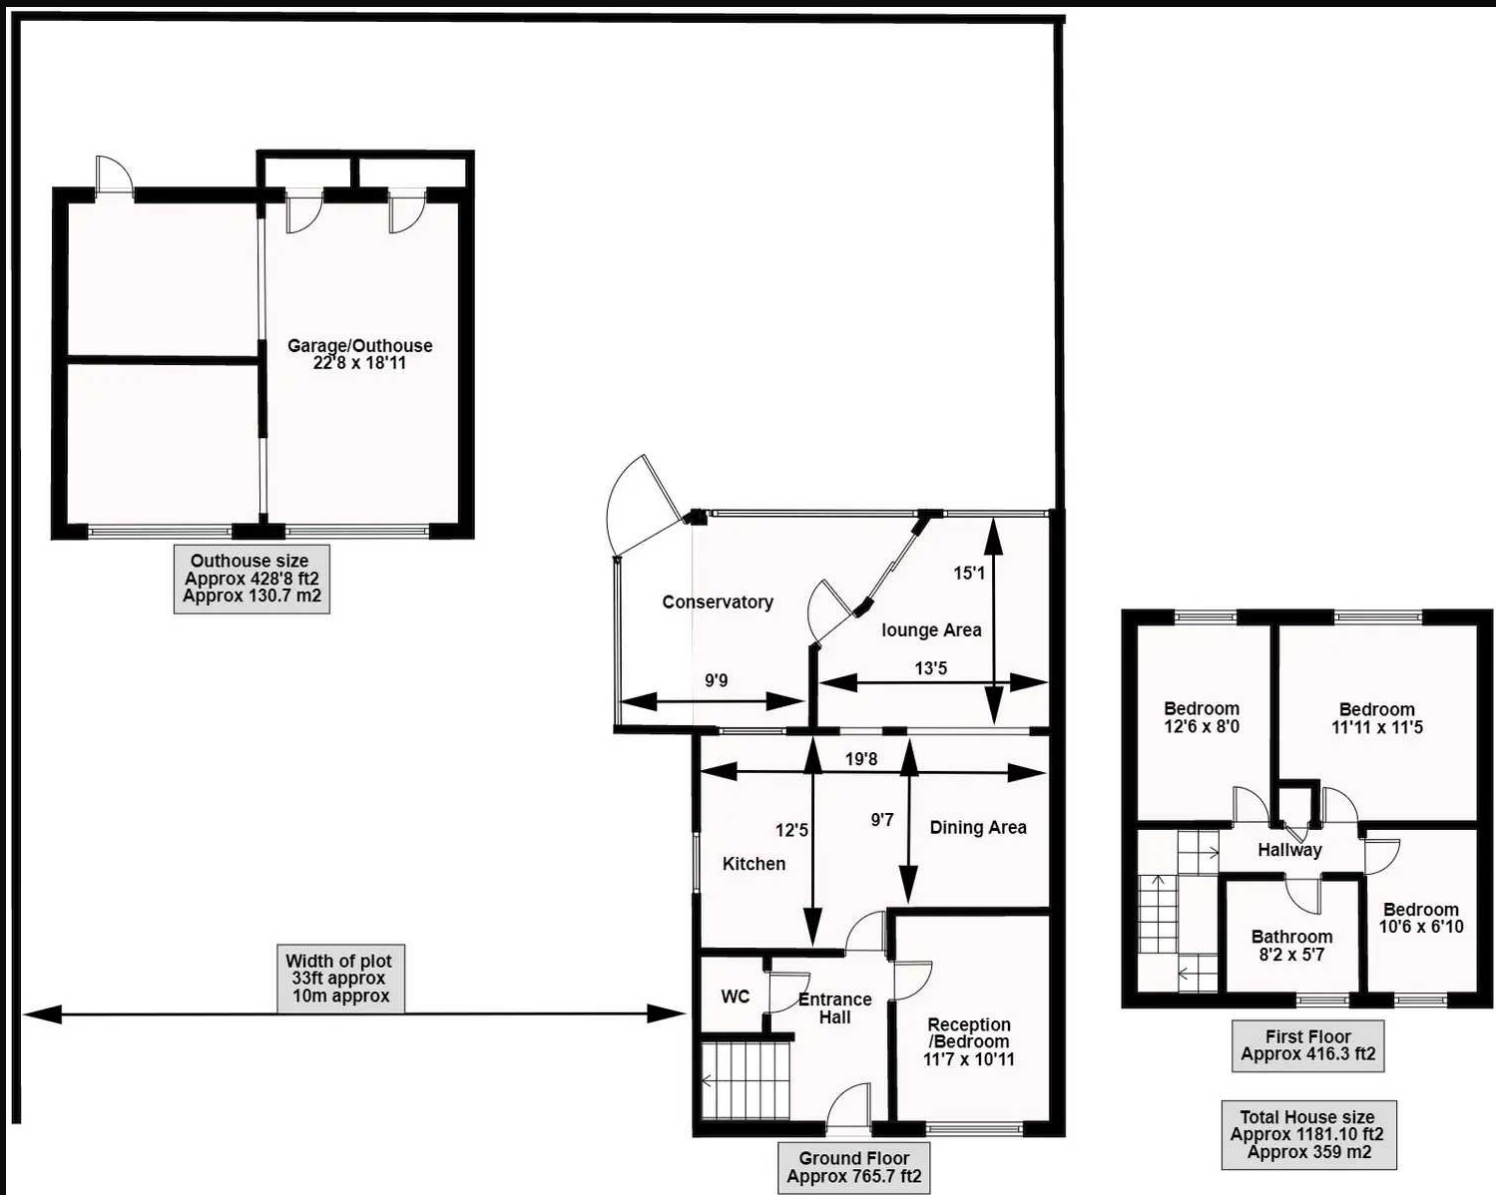 Garage/Outhouse
22'8 x 18'11
Outhouse size
Approx 428'8 ft2
Approx 130.7 m2
Conservatory
9'9
15'1
lounge Area
13'5
19'8
12'5
9'7
Dining Area
Kitchen
Width of plot
33ft approx
10m approx
WC
Entrance
Hall
Reception
/Bedroom
11'7 x 10'11
Ground Floor
Approx 765.7 ft2
Bedroom
12'6 x 8'0
Bedroom
11'11 x 11'5
Hallway
Bathroom
8'2 x 5'7
Bedroom
10'6 x 6'10
First Floor
Approx 416.3 ft2
Total House size
Approx 1181.10 ft2
Approx 359 m2